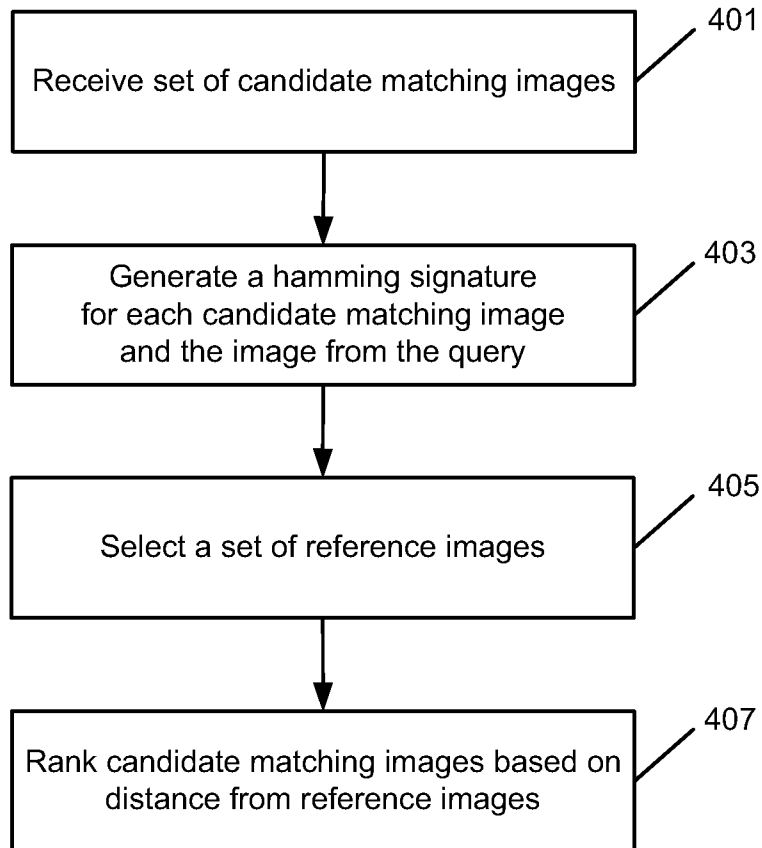 401
Receive set of candidate matching images
403
Generate a hamming signature
for each candidate matching image
and the image from the query
405
Select a set of reference images
407
Rank candidate matching images based on
distance from reference images